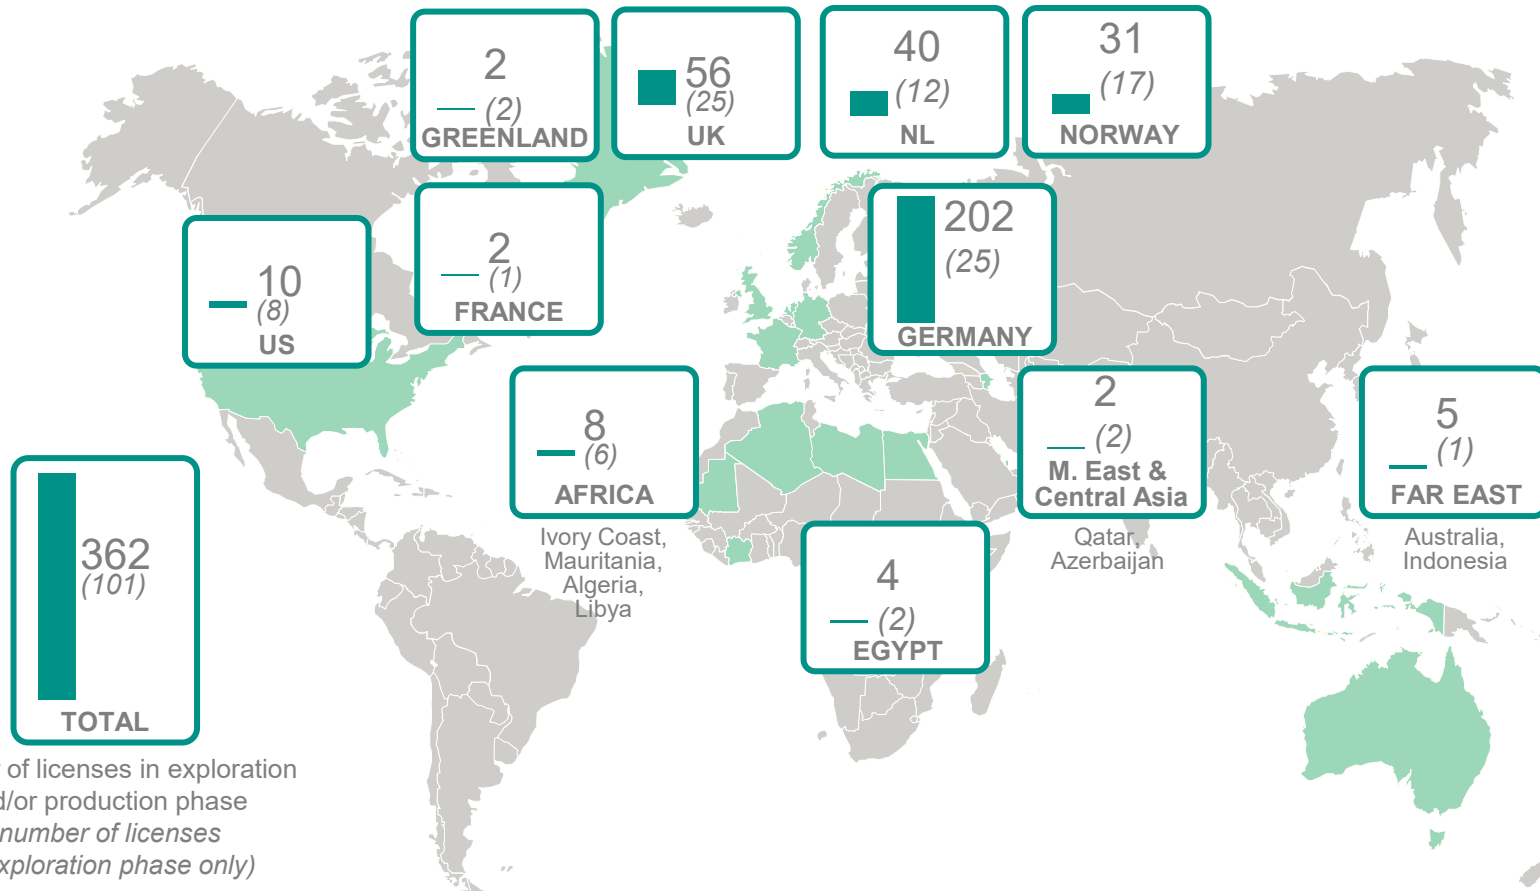 2
(2)
GREENLAND
56
(25)
UK
40
(12)
NL
31
(17)
NORWAY
10
(8)
US
2
(1)
FRANCE
202
(25)
GERMANY
8
(6)
AFRICA
Ivory Coast,
Mauritania,
Algeria,
Libya
2
(2)
M. East &
Central Asia
Qatar,
Azerbaijan
5
(1)
FAR EAST
Australia,
Indonesia
4
(2)
EGYPT
362
(101)
TOTAL
of licenses in exploration
d/or production phase
number of licenses
xploration phase only)